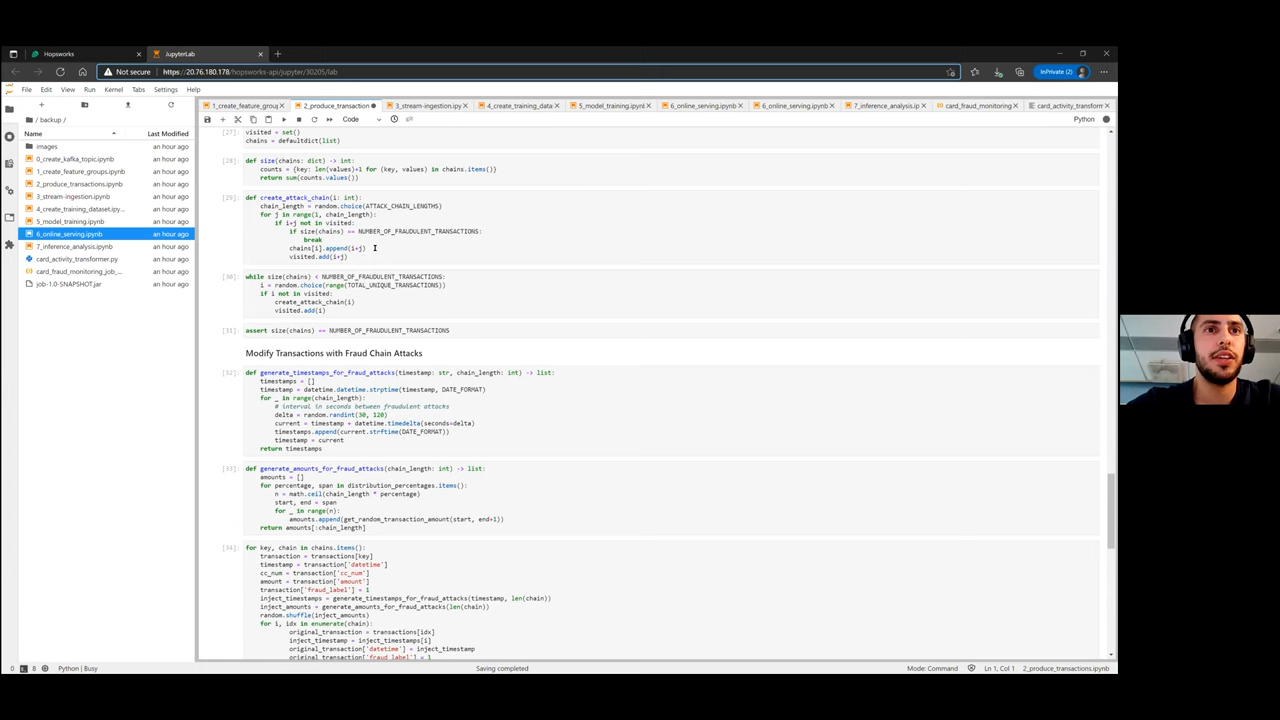 Hopsworks
JupyterLab
Not secure
https://20.76.180.178/hopsworks-api/jupyter/30205/lab
InPrivate (2)
File Edit View Run Kernel Tabs Settings Help
1_create_feature_group
2_produce_transaction
3_stream-ingestion.ipy
4_create_training_data
5_model_training.ipynl
6_online_serving.ipynb
6_online_serving.ipynb
7_inference_analysis.ip
card_fraud_monitoring
card_activity_transform
Code
Python
/ backup /
Name
Last Modified
images
an hour ago
0_create_kafka_topic.ipynb
an hour ago
1_create_feature_groups.ipynb
an hour ago
2_produce_transactions.ipynb
an hour ago
3_stream-ingestion.ipynb
an hour ago
4_create_training_dataset.ipy...
an hour ago
5_model_training.ipynb
an hour ago
6_online_serving.ipynb
an hour ago
7_inference_analysis.ipynb
an hour ago
card_activity_transformer.py
an hour ago
card_fraud_monitoring_job_...
an hour ago
job-1.0-SNAPSHOT.jar
an hour ago
[27]:
visited = set()
chains = defaultdict(list)
[28]:
def size(chains: dict) -> int:
counts = {key: len(values)+1 for (key, values) in chains.items()}
return sum(counts.values())
[29]:
def create_attack_chain(i: int):
chain_length = random.choice(ATTACK_CHAIN_LENGTHS)
for j in range(1, chain_length):
if i+j not in visited:
if size(chains) == NUMBER_OF_FRAUDULENT_TRANSACTIONS:
break
chains[i].append(i+j)
visited.add(i+j)
[30]:
while size(chains) < NUMBER_OF_FRAUDULENT_TRANSACTIONS:
i = random.choice(range(TOTAL_UNIQUE_TRANSACTIONS))
if i not in visited:
create_attack_chain(i)
visited.add(i)
[31]:
assert size(chains) == NUMBER_OF_FRAUDULENT_TRANSACTIONS
Modify Transactions with Fraud Chain Attacks
[32]:
def generate_timestamps_for_fraud_attacks(timestamp: str, chain_length: int) -> list:
timestamps = []
timestamp = datetime.datetime.strptime(timestamp, DATE_FORMAT)
for _ in range(chain_length):
# interval in seconds between fraudulent attacks
delta = random.randint(30, 120)
current = timestamp + datetime.timedelta(seconds=delta)
timestamps.append(current.strftime(DATE_FORMAT))
timestamp = current
return timestamps
[33]:
def generate_amounts_for_fraud_attacks(chain_length: int) -> list:
amounts = []
for percentage, span in distribution_percentages.items():
n = math.ceil(chain_length * percentage)
start, end = span
for _ in range(n):
amounts.append(get_random_transaction_amount(start, end+1))
return amounts[:chain_length]
[34]:
for key, chain in chains.items():
transaction = transactions[key]
timestamp = transaction['datetime']
cc_num = transaction['cc_num']
amount = transaction['amount']
transaction['fraud_label'] = 1
inject_timestamps = generate_timestamps_for_fraud_attacks(timestamp, len(chain))
inject_amounts = generate_amounts_for_fraud_attacks(len(chain))
random.shuffle(inject_amounts)
for i, idx in enumerate(chain):
original_transaction = transactions[idx]
inject_timestamp = inject_timestamps[i]
original_transaction['datetime'] = inject_timestamp
original_transaction['fraud_label'] = 1
0
8
Python | Busy
Saving completed
Mode: Command
Ln 1, Col 1
2_produce_transactions.ipynb